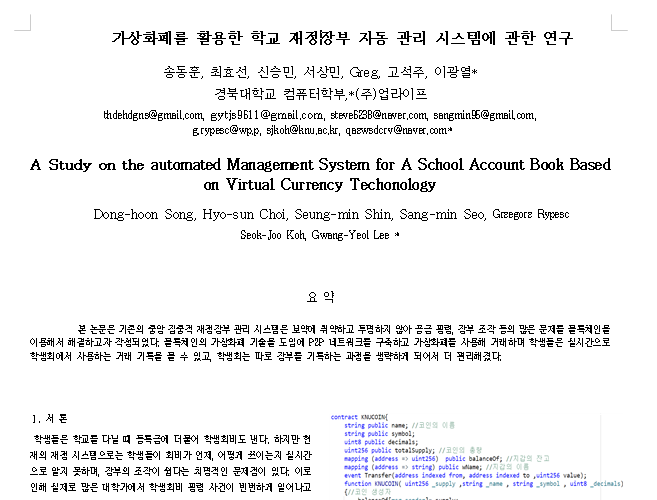 가상화폐를 활용한 학교 재정장부 자동 관리 시스템에 관한 연구
송동훈, 최효선, 신승민, 서상민, Greg, 고석주, 이광열*
경북대학교 컴퓨터학부,*(주)업라이프
thdehdgns@gmail.com, gytjs9611@gmail.com, steve6238@naver.com, sangmin95@gmail.com,
g.rypesc@wp.p, sjkoh@knu.ac.kr, qazwsdcrv@naver.com*
A Study on the automated Management System for A School Account Book Based
on Virtual Currency Techonology
Dong-hoon Song, Hyo-sun Choi, Seung-min Shin, Sang-min Seo, Grzegorz Rypesc
Seok-Joo Koh, Gwang-Yeol Lee *
요 약
본 논문은 기존의 중앙 집중적 재정장부 관리 시스템은 보안에 취약하고 투명하지 않아 공금 횡령, 장부 조작 등의 많은 문제를 블록체인을
이용해서 해결하고자 작성되었다. 블록체인의 가상화폐 기술을 도입해 P2P 네트워크를 구축하고 가상화폐를 사용해 거래하며 학생들은 실시간으로
학생회에서 사용하는 거래 기록을 볼 수 있고, 학생회는 따로 장부를 기록하는 과정을 생략하게 되어서 더 편리해졌다.
1. 서 론
학생들은 학교를 다닐 때 등록금에 더불어 학생회비도 낸다. 하지만 현
재의 재정 시스템으로는 학생들이 회비가 언제, 어떻게 쓰이는지 실시간
으로 알지 못하며, 장부의 조작이 쉽다는 치명적인 문제점이 있다. 이로
인해 실제로 많은 대학가에서 학생회비 횡령 사건이 빈번하게 일어나고
contract KNUCOIN{
string public name; //코인의 이름
string public symbol;
uint8 public decimals;
uint256 public totalSupply; //코인의 총량
mapping (address => uint256) public balanceOf; //지갑의 잔고
mapping (address => string) public wName; //지갑의 이름
event Transfer(address indexed from, address indexed to ,uint256 value);
function KNUCOIN( uint256 _supply ,string _name , string _symbol , uint8 _decimals)
{//코인 생성자